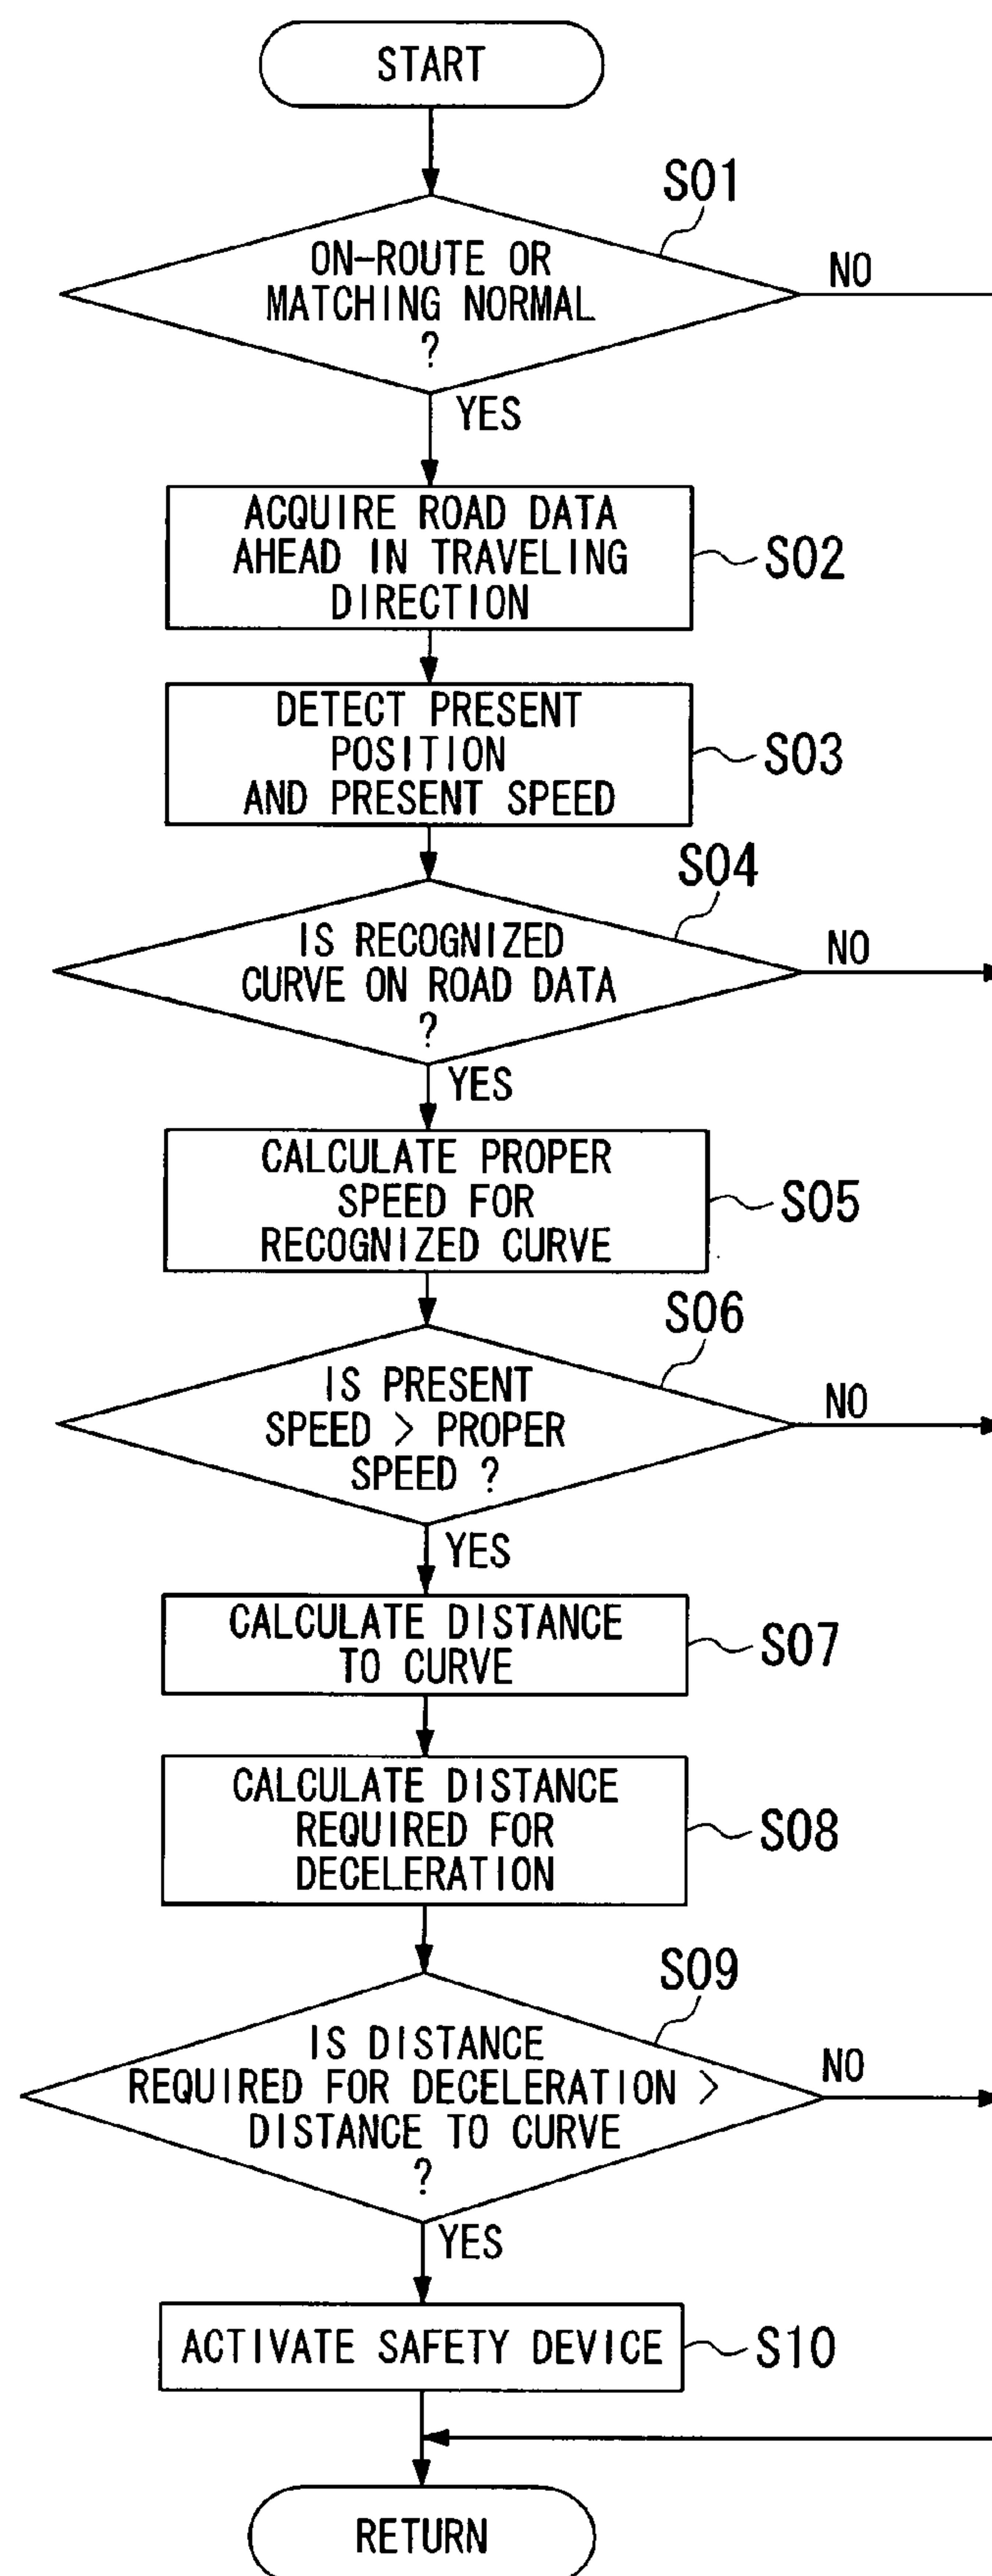 START
S01
ON-ROUTE OR
MATCHING NORMAL
?
NO
YES
ACQUIRE ROAD DATA
AHEAD IN TRAVELING
DIRECTION
S02
DETECT PRESENT
POSITION
AND PRESENT SPEED
S03
S04
IS RECOGNIZED
CURVE ON ROAD DATA
?
NO
YES
CALCULATE PROPER
SPEED FOR
RECOGNIZED CURVE
S05
S06
IS PRESENT
SPEED > PROPER
SPEED ?
NO
YES
CALCULATE DISTANCE
TO CURVE
S07
CALCULATE DISTANCE
REQUIRED FOR
DECELERATION
S08
S09
IS DISTANCE
REQUIRED FOR DECELERATION >
DISTANCE TO CURVE
?
NO
YES
ACTIVATE SAFETY DEVICE
S10
RETURN